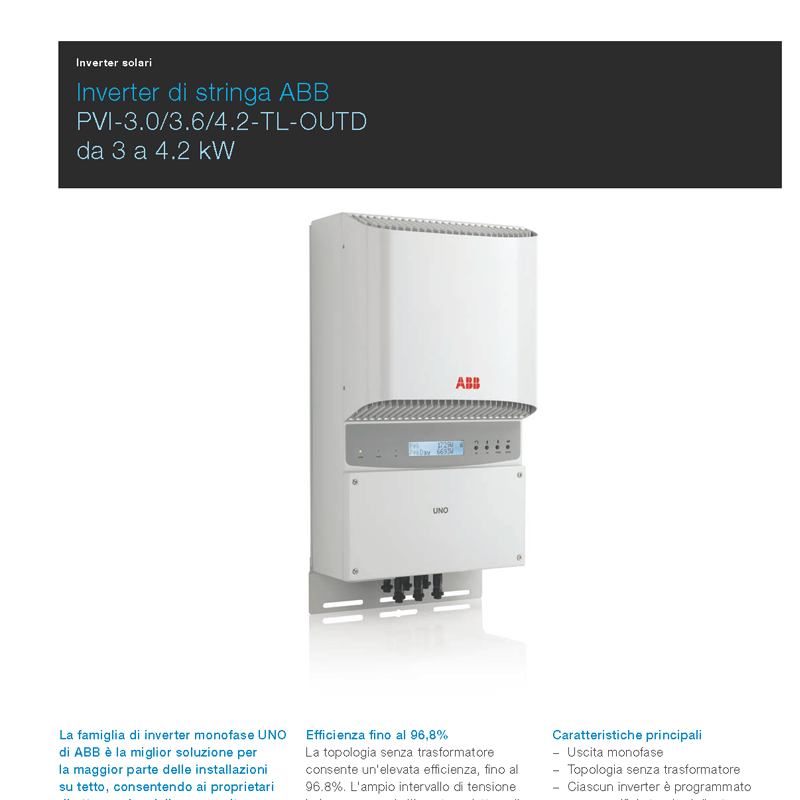 Inverter solari
Inverter di stringa ABB
PVI-3.0/3.6/4.2-TL-OUTD
da 3 a 4.2 kW
ABB
UNO
La famiglia di inverter monofase UNO
di ABB è la miglior soluzione per
la maggior parte delle installazioni
su tetto, consentendo ai proprietari
Efficienza fino al 96,8%
La topologia senza trasformatore
consente un'elevata efficienza, fino al
96.8%. L'ampio intervallo di tensione
Caratteristiche principali
– Uscita monofase
– Topologia senza trasformatore
– Ciascun inverter è programmato